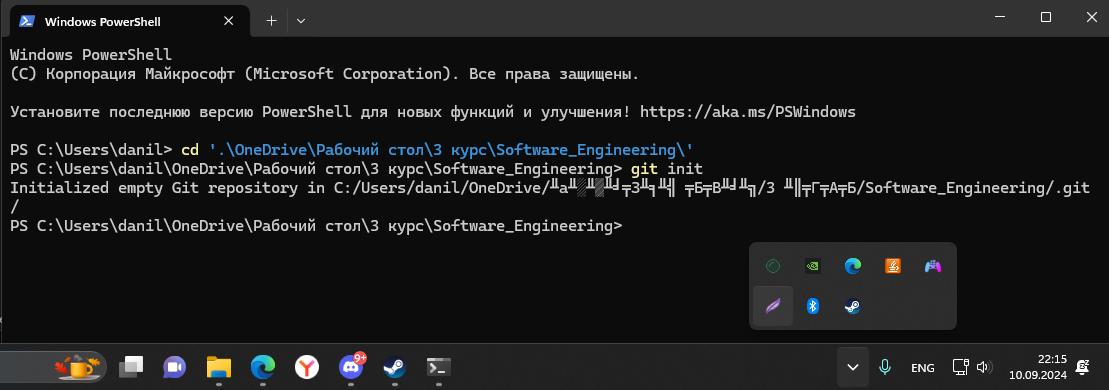 Windows PowerShell
Windows PowerShell
(C) Корпорация Майкрософт (Microsoft Corporation). Все права защищены.
Установите последнюю версию PowerShell для новых функций и улучшения! https://aka.ms/PSWindows
PS C:\Users\danil> cd '.\OneDrive\Рабочий стол\3 курс\Software_Engineering\'
PS C:\Users\danil\OneDrive\Рабочий стол\3 курс\Software_Engineering> git init
Initialized empty Git repository in C:/Users/danil/OneDrive/ /3 /Software_Engineering/.git
/
PS C:\Users\danil\OneDrive\Рабочий стол\3 курс\Software_Engineering>
9+
ENG
22:15
10.09.2024